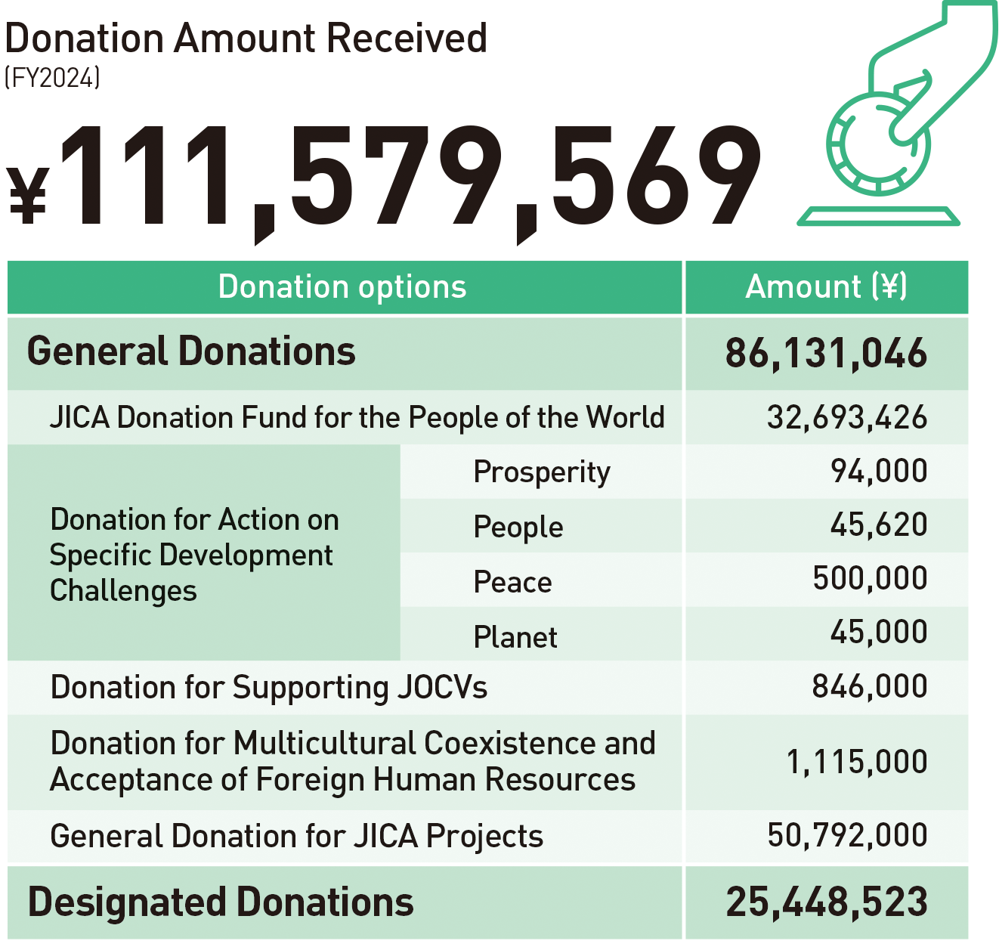 Donation Amount Received
(FY2024)
¥111,579,569
Donation options Amount (¥)
General Donations 86,131,046
JICA Donation Fund for the People of the World 32,693,426
Donation for Action on
Specific Development
Challenges
Prosperity 94,000
People 45,620
Peace 500,000
Planet 45,000
Donation for Supporting JOCVs 846,000
Donation for Multicultural Coexistence and
Acceptance of Foreign Human Resources 1,115,000
General Donation for JICA Projects 50,792,000
Designated Donations 25,448,523